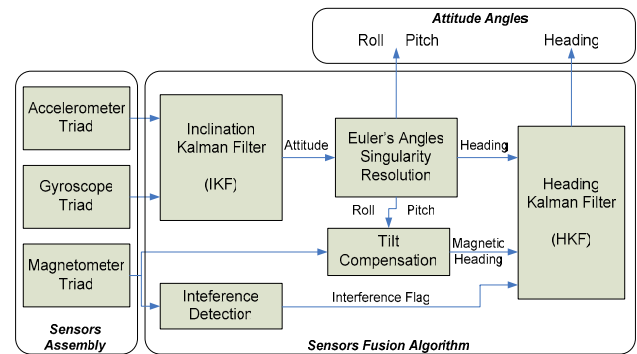 Attitude Angles
Roll Pitch Heading
Accelerometer
Triad
Gyroscope
Triad
Magnetometer
Triad
Sensors
Assembly
Inclination
Kalman Filter
(IKF)
Attitude
Euler's Angles
Singularity
Resolution
Heading
Roll Pitch
Tilt
Compensation
Magnetic
Heading
Inteference
Detection
Interference Flag
Heading
Kalman Filter
(HKF)
Sensors Fusion Algorithm